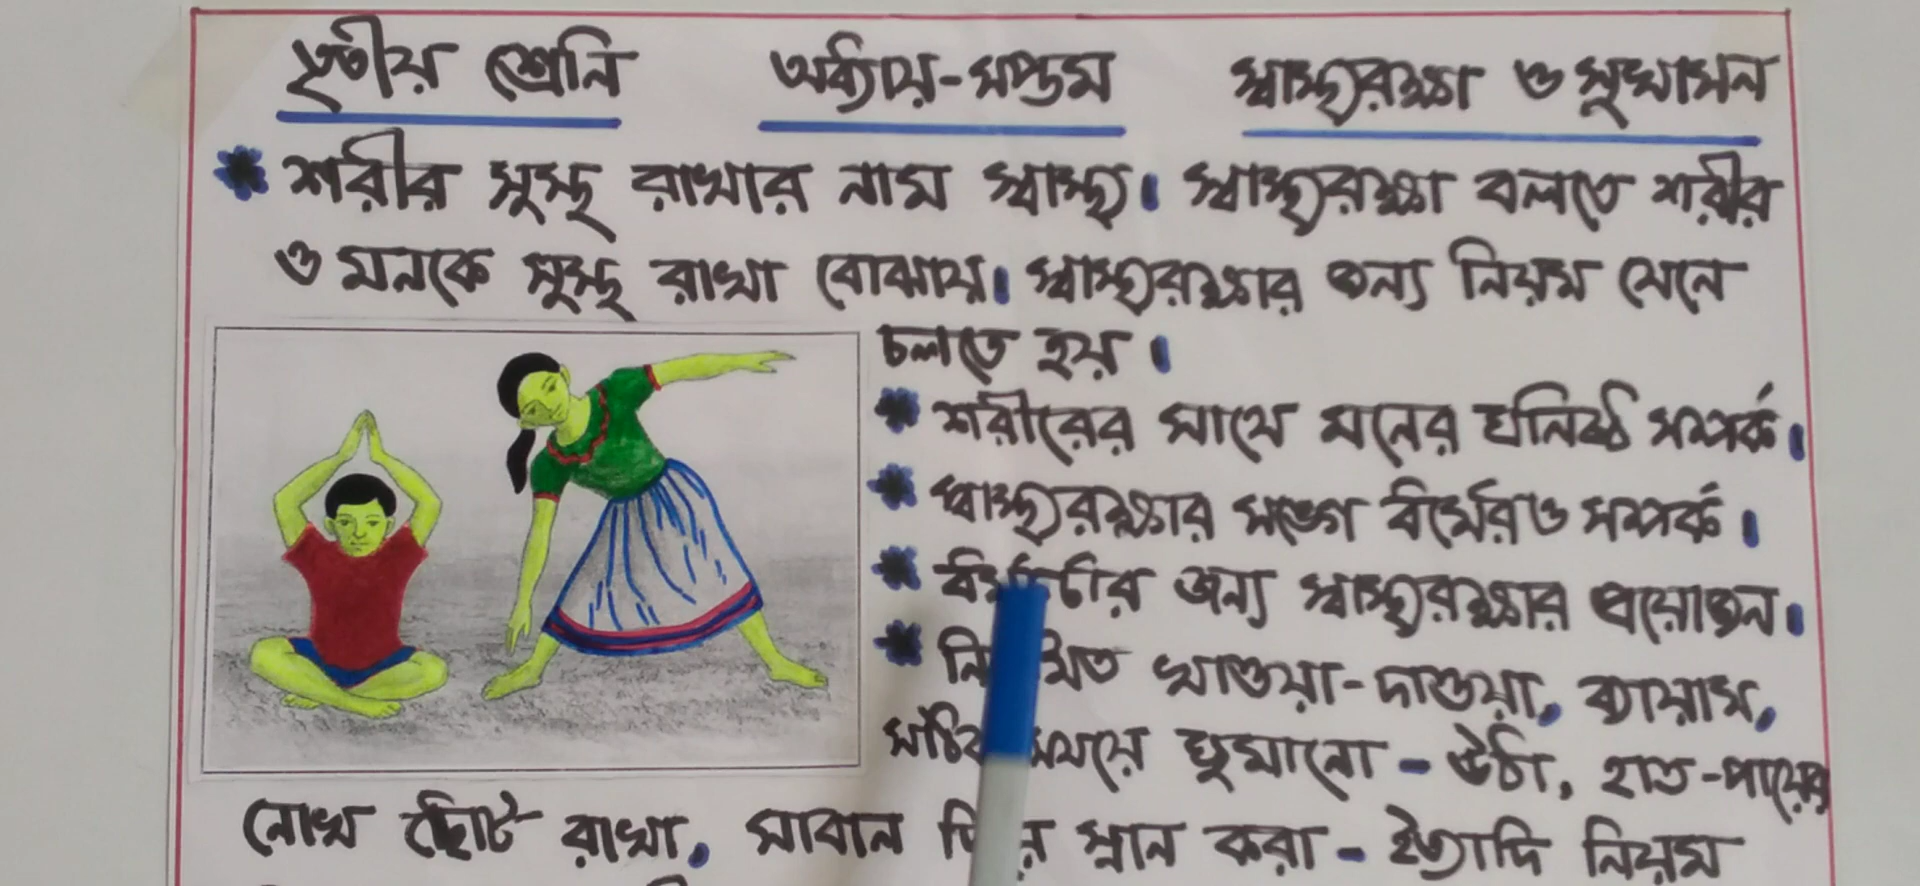 তৃতীয় শ্রেনি অধ্যায়-সপ্তম স্বাস্থ্যরক্ষা ও সুখাসন
শরীর সুস্থ রাখার নাম স্বাস্থ্য। স্বাস্থ্যরক্ষা বলতে শরীর
ও মনকে সুস্থ রাখা বোঝায়। স্বাস্থ্যরক্ষার জন্য নিয়ম মেনে
চলতে হয়।
শরীরের সাথে মনের ঘনিষ্ঠ সম্পর্ক।
স্বাস্থ্যরক্ষার সঙ্গে ধর্মেরও সম্পর্ক।
জন্য স্বাস্থ্যরক্ষার প্রয়োজন।
খাওয়া-দাওয়া, ব্যায়াম,
সময়ে ঘুমানো - উঠা, হাত-পায়ের
নোখ ছোট রাখা, সাবান স্নান করা - ইত্যাদি নিয়ম